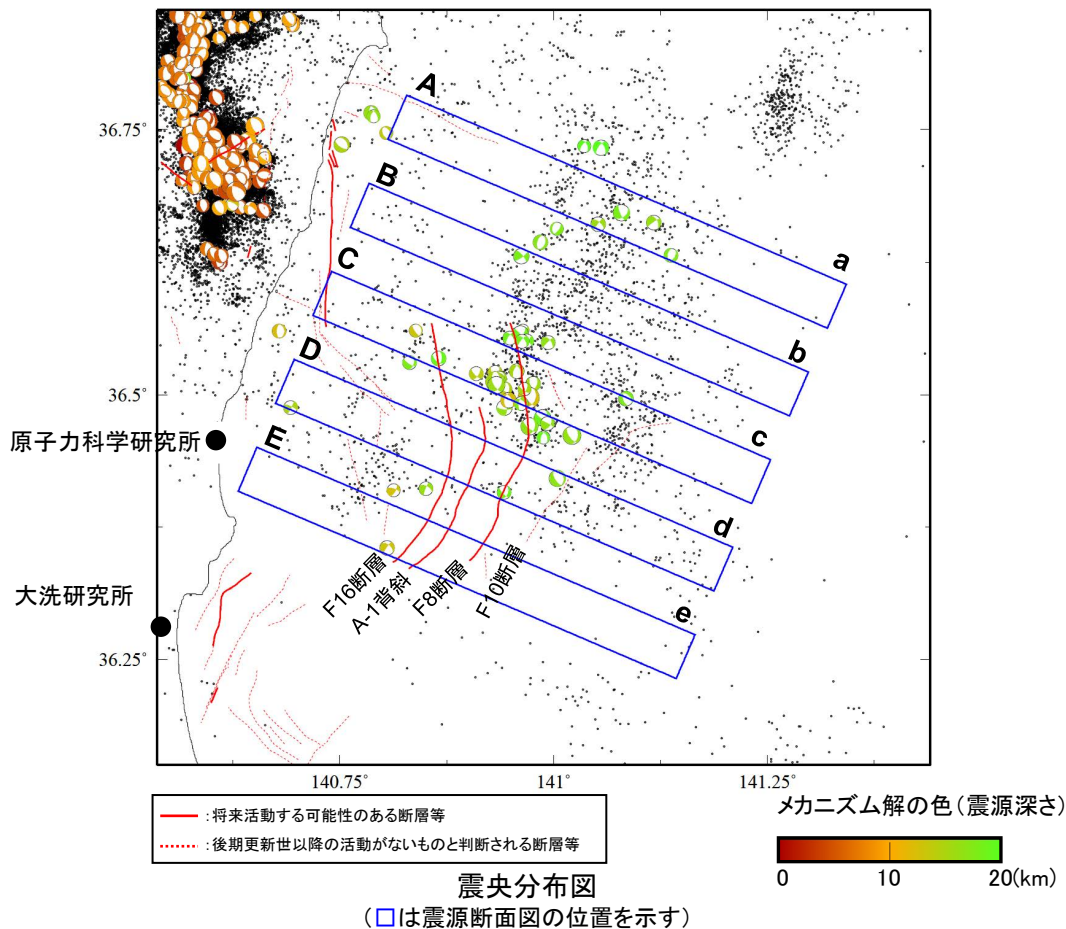 A
36.75°
B
a
C
b
D
36.5°
原子力科学研究所
E
c
d
F16断層
A-1背斜
F8断層
F10断層
大洗研究所
e
36.25°
140.75°
141°
141.25°
:将来活動する可能性のある断層等
:後期更新世以降の活動がないものと判断される断層等
メカニズム解の色(震源深さ)
0
10
20(km)
震央分布図
(□は震源断面図の位置を示す)